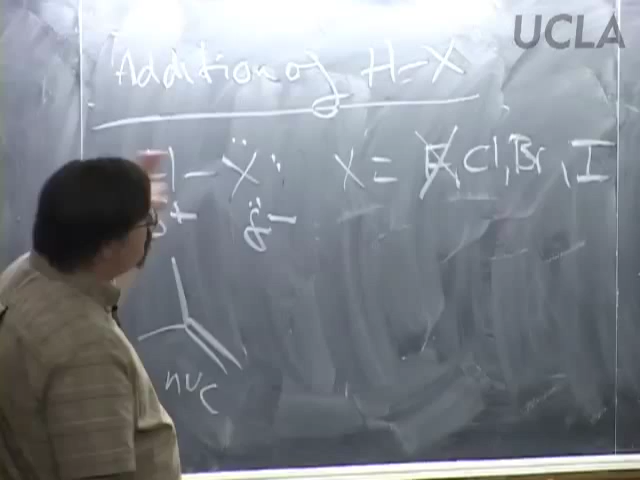 UCLA
Addition of H-X
H-Ẍ: X = F, Cl, Br, I
δ+ δ-
nuc